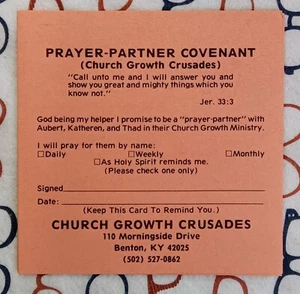 PRAYER-PARTNER COVENANT
(Church Growth Crusades)
"Call unto me and I will answer you and
show you great and mighty things which you
know not."
Jer. 33:3
God being my helper I promise to be a "prayer-partner" with
Aubert, Katheren, and Thad in their Church Growth Ministry.
I will pray for them by name:
☐Daily ☐Weekly ☐Monthly
☐As Holy Spirit reminds me.
(Please check one only)
Signed
Date:
(Keep This Card To Remind You.)
CHURCH GROWTH CRUSADES
110 Morningside Drive
Benton, KY 42025
(502) 527-0862